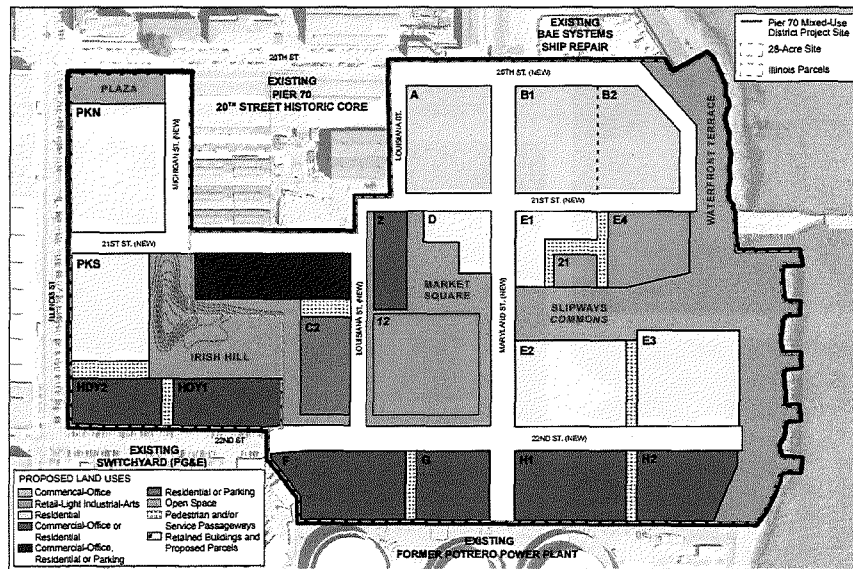 EXISTING
BAE SYSTEMS
SHIP REPAIR
Pier 70 Mixed-Use
District Project Site
28-Acre Site
Illinois Parcels
20TH ST
20TH ST. (NEW)
EXISTING
PIER 70
20TH STREET HISTORIC CORE
PLAZA
PKN
MICHIGAN ST. (NEW)
LOUISIANA ST.
A
B1
B2
WATERFRONT TERRACE
21ST ST. (NEW)
21ST ST. (NEW)
2
D
E1
E4
PKS
21
MARKET
SQUARE
ILLINOIS ST.
LOUISIANA ST. (NEW)
MARYLAND ST. (NEW)
SLIPWAYS
COMMONS
C2
12
IRISH HILL
E2
E3
HDY2
HDY1
22ND ST
22ND ST. (NEW)
EXISTING
SWITCHYARD (PG&E)
F
G
H1
H2
PROPOSED LAND USES
Commercial-Office
Retail-Light Industrial-Arts
Residential
Commercial-Office or
Residential
Commercial-Office,
Residential or Parking
Residential or Parking
Open Space
Pedestrian and/or
Service Passageways
Retained Buildings and
Proposed Parcels
EXISTING
FORMER POTRERO POWER PLANT